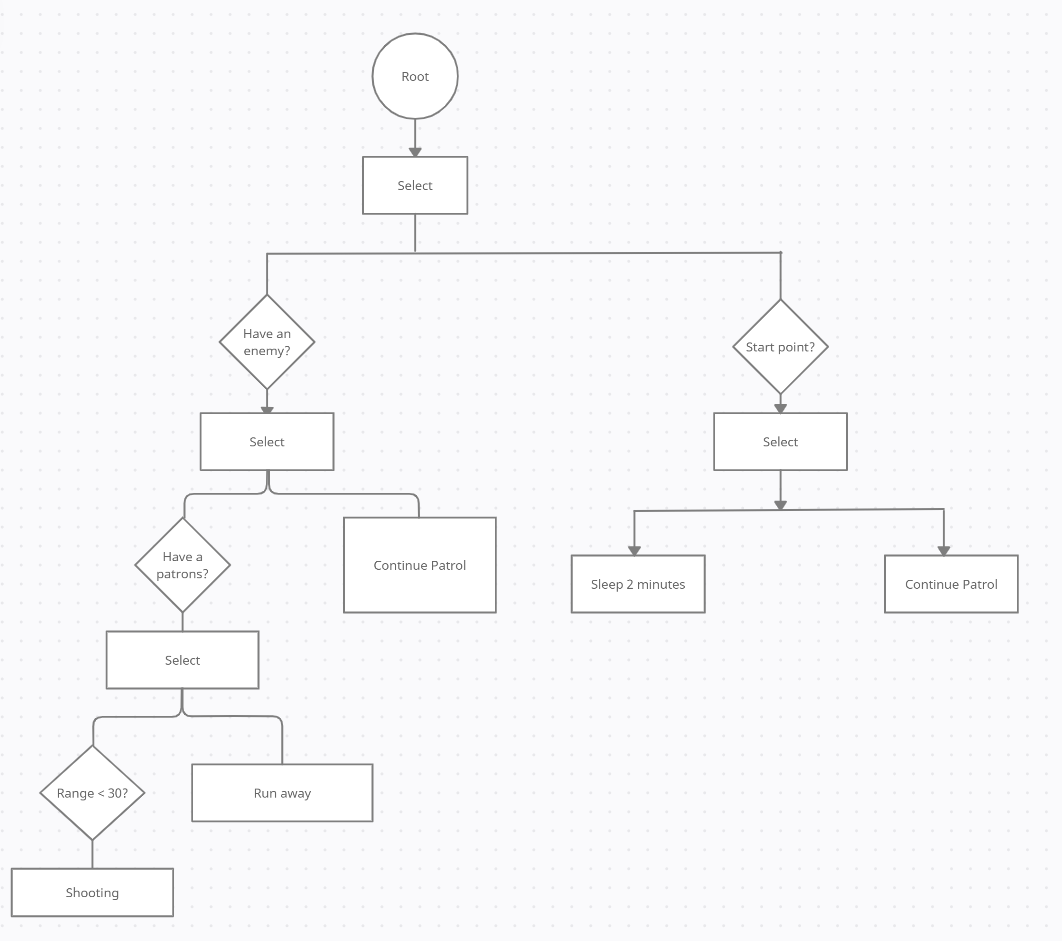 Root
Select
Have an
enemy?
Start point?
Select
Select
Have a
patrons?
Continue Patrol
Sleep 2 minutes
Continue Patrol
Select
Range < 30?
Run away
Shooting